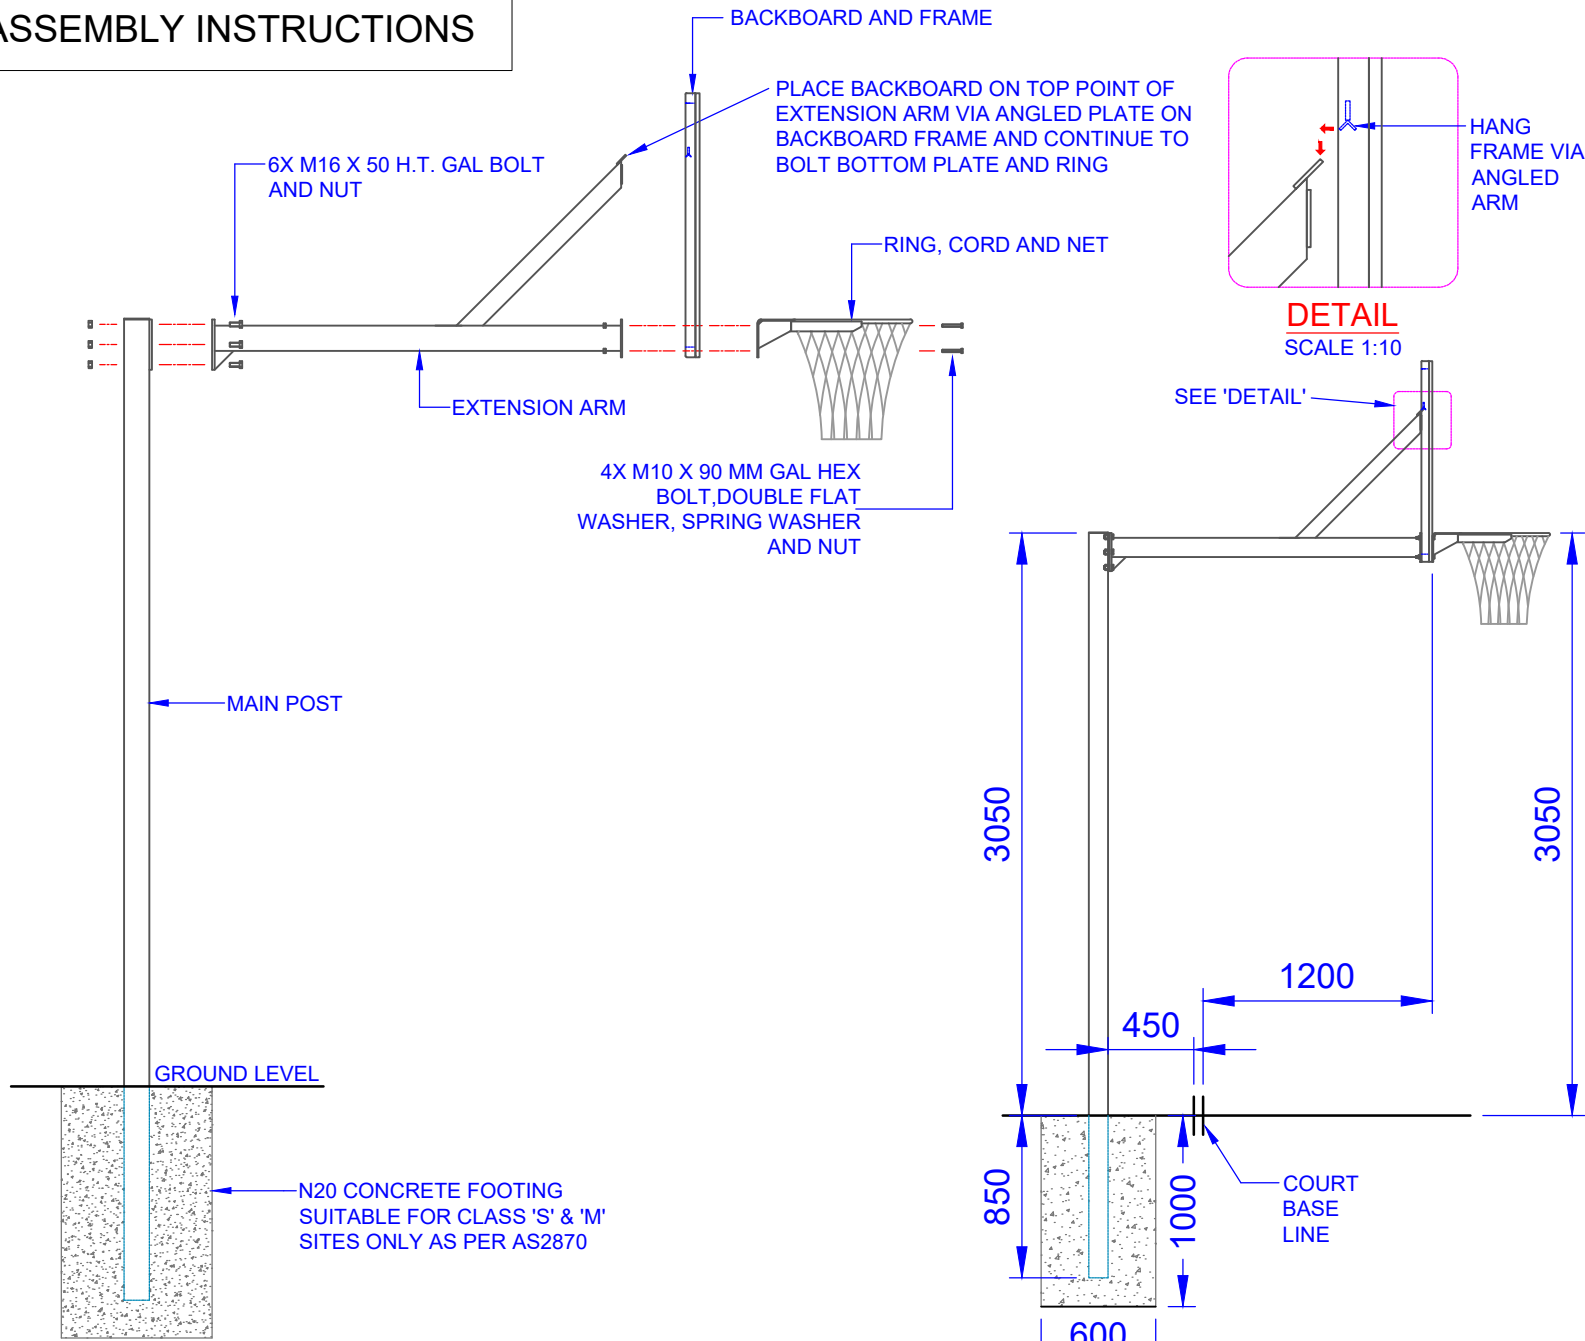 ASSEMBLY INSTRUCTIONS
BACKBOARD AND FRAME
PLACE BACKBOARD ON TOP POINT OF
EXTENSION ARM VIA ANGLED PLATE ON
BACKBOARD FRAME AND CONTINUE TO
BOLT BOTTOM PLATE AND RING
6X M16 X 50 H.T. GAL BOLT
AND NUT
HANG
FRAME VIA
ANGLED
ARM
RING, CORD AND NET
DETAIL
SCALE 1:10
EXTENSION ARM
SEE 'DETAIL'
4X M10 X 90 MM GAL HEX
BOLT,DOUBLE FLAT
WASHER, SPRING WASHER
AND NUT
MAIN POST
3050
3050
1200
450
GROUND LEVEL
N20 CONCRETE FOOTING
SUITABLE FOR CLASS 'S' & 'M'
SITES ONLY AS PER AS2870
850
1000
COURT
BASE
LINE
600